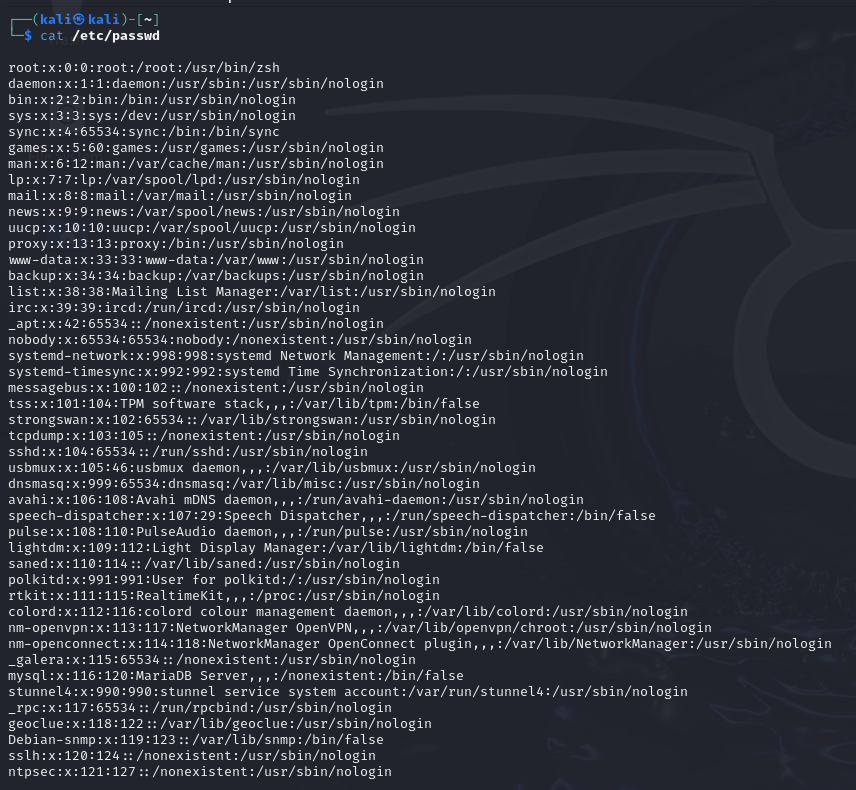 ┌──(kali㉿kali)-[~]
└─$ cat /etc/passwd
root:x:0:0:root:/root:/usr/bin/zsh
daemon:x:1:1:daemon:/usr/sbin:/usr/sbin/nologin
bin:x:2:2:bin:/bin:/usr/sbin/nologin
sys:x:3:3:sys:/dev:/usr/sbin/nologin
sync:x:4:65534:sync:/bin:/bin/sync
games:x:5:60:games:/usr/games:/usr/sbin/nologin
man:x:6:12:man:/var/cache/man:/usr/sbin/nologin
lp:x:7:7:lp:/var/spool/lpd:/usr/sbin/nologin
mail:x:8:8:mail:/var/mail:/usr/sbin/nologin
news:x:9:9:news:/var/spool/news:/usr/sbin/nologin
uucp:x:10:10:uucp:/var/spool/uucp:/usr/sbin/nologin
proxy:x:13:13:proxy:/bin:/usr/sbin/nologin
www-data:x:33:33:www-data:/var/www:/usr/sbin/nologin
backup:x:34:34:backup:/var/backups:/usr/sbin/nologin
list:x:38:38:Mailing List Manager:/var/list:/usr/sbin/nologin
irc:x:39:39:ircd:/run/ircd:/usr/sbin/nologin
_apt:x:42:65534::/nonexistent:/usr/sbin/nologin
nobody:x:65534:65534:nobody:/nonexistent:/usr/sbin/nologin
systemd-network:x:998:998:systemd Network Management:/:/usr/sbin/nologin
systemd-timesync:x:992:992:systemd Time Synchronization:/:/usr/sbin/nologin
messagebus:x:100:102::/nonexistent:/usr/sbin/nologin
tss:x:101:104:TPM software stack,,,:/var/lib/tpm:/bin/false
strongswan:x:102:65534::/var/lib/strongswan:/usr/sbin/nologin
tcpdump:x:103:105::/nonexistent:/usr/sbin/nologin
sshd:x:104:65534::/run/sshd:/usr/sbin/nologin
usbmux:x:105:46:usbmux daemon,,,:/var/lib/usbmux:/usr/sbin/nologin
dnsmasq:x:999:65534:dnsmasq:/var/lib/misc:/usr/sbin/nologin
avahi:x:106:108:Avahi mDNS daemon,,,:/run/avahi-daemon:/usr/sbin/nologin
speech-dispatcher:x:107:29:Speech Dispatcher,,,:/run/speech-dispatcher:/bin/false
pulse:x:108:110:PulseAudio daemon,,,:/run/pulse:/usr/sbin/nologin
lightdm:x:109:112:Light Display Manager:/var/lib/lightdm:/bin/false
saned:x:110:114::/var/lib/saned:/usr/sbin/nologin
polkitd:x:991:991:User for polkitd:/:/usr/sbin/nologin
rtkit:x:111:115:RealtimeKit,,,:/proc:/usr/sbin/nologin
colord:x:112:116:colord colour management daemon,,,:/var/lib/colord:/usr/sbin/nologin
nm-openvpn:x:113:117:NetworkManager OpenVPN,,,:/var/lib/openvpn/chroot:/usr/sbin/nologin
nm-openconnect:x:114:118:NetworkManager OpenConnect plugin,,,:/var/lib/NetworkManager:/usr/sbin/nologin
_galera:x:115:65534::/nonexistent:/usr/sbin/nologin
mysql:x:116:120:MariaDB Server,,,:/nonexistent:/bin/false
stunnel4:x:990:990:stunnel service system account:/var/run/stunnel4:/usr/sbin/nologin
_rpc:x:117:65534::/run/rpcbind:/usr/sbin/nologin
geoclue:x:118:122::/var/lib/geoclue:/usr/sbin/nologin
Debian-snmp:x:119:123::/var/lib/snmp:/bin/false
sslh:x:120:124::/nonexistent:/usr/sbin/nologin
ntpsec:x:121:127::/nonexistent:/usr/sbin/nologin